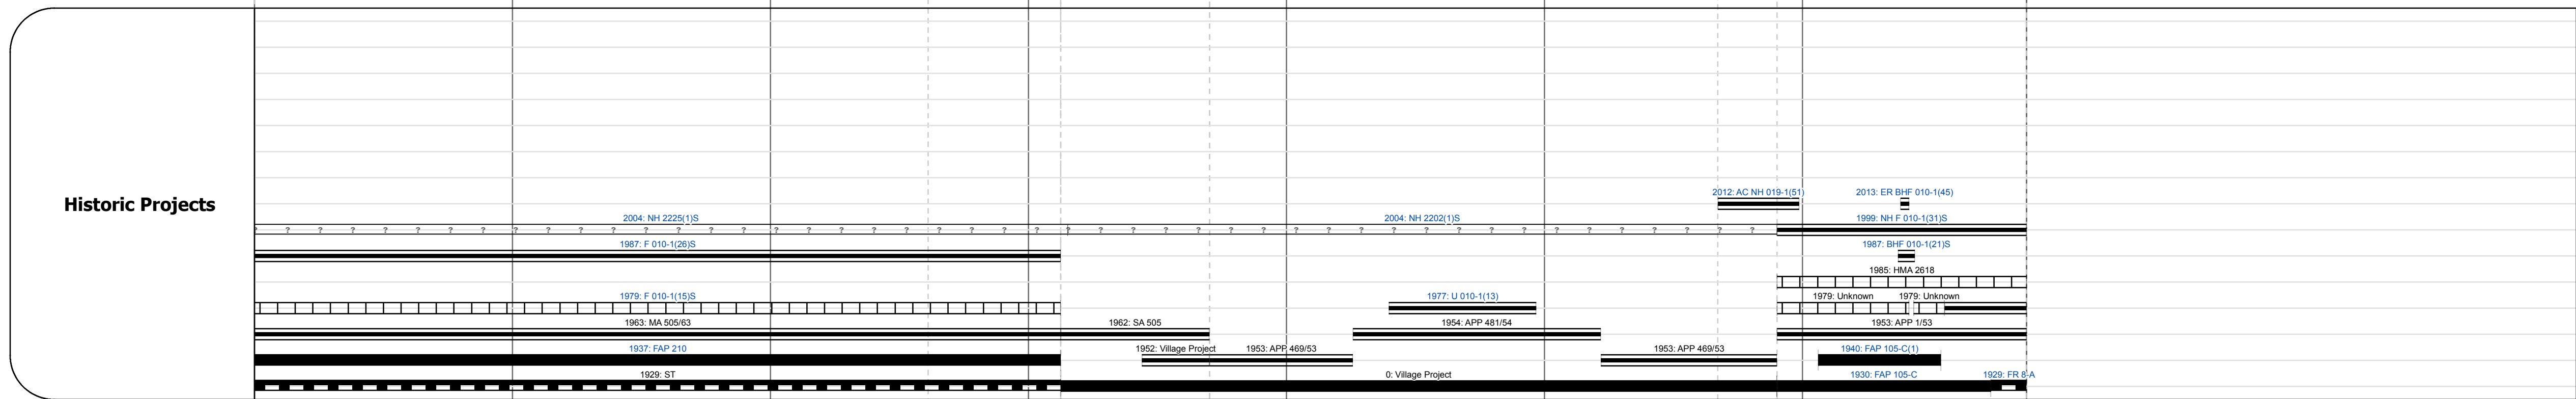 2012: AC NH 019-1(51) 2013: ER BHF 010-1(45)
Historic Projects
2004: NH 2225(1)S 2004: NH 2202(1)S 1999: NH F 010-1(31)S
? ? ? ? ? ? ? ? ? ? ? ? ? ? ? ? ? ? ? ? ? ? ? ? ? ? ? ? ? ? ? ? ? ? ? ? ? ? ? ? ? ? ? ? ? ? ?
1987: F 010-1(26)S 1987: BHF 010-1(21)S
1985: HMA 2618
1979: F 010-1(15)S 1977: U 010-1(13) 1979: Unknown 1979: Unknown
1963: MA 505/63 1962: SA 505 1954: APP 481/54 1953: APP 1/53
1937: FAP 210 1952: Village Project 1953: APP 469/53 1953: APP 469/53 1940: FAP 105-C(1)
1929: ST 0: Village Project 1930: FAP 105-C 1929: FR 8-A